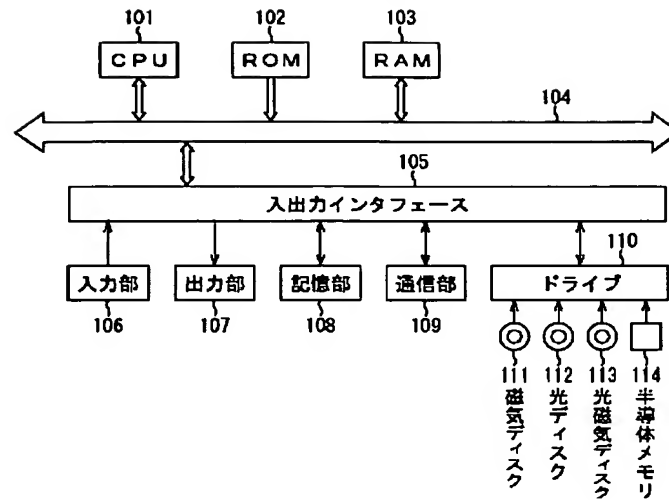 101 102 103
CPU ROM RAM
104
105
入出力インタフェース
110
入力部 出力部 記憶部 通信部 ドライブ
106 107 108 109
111 112 113 114
磁気ディスク
光ディスク
光磁気ディスク
半導体メモリ